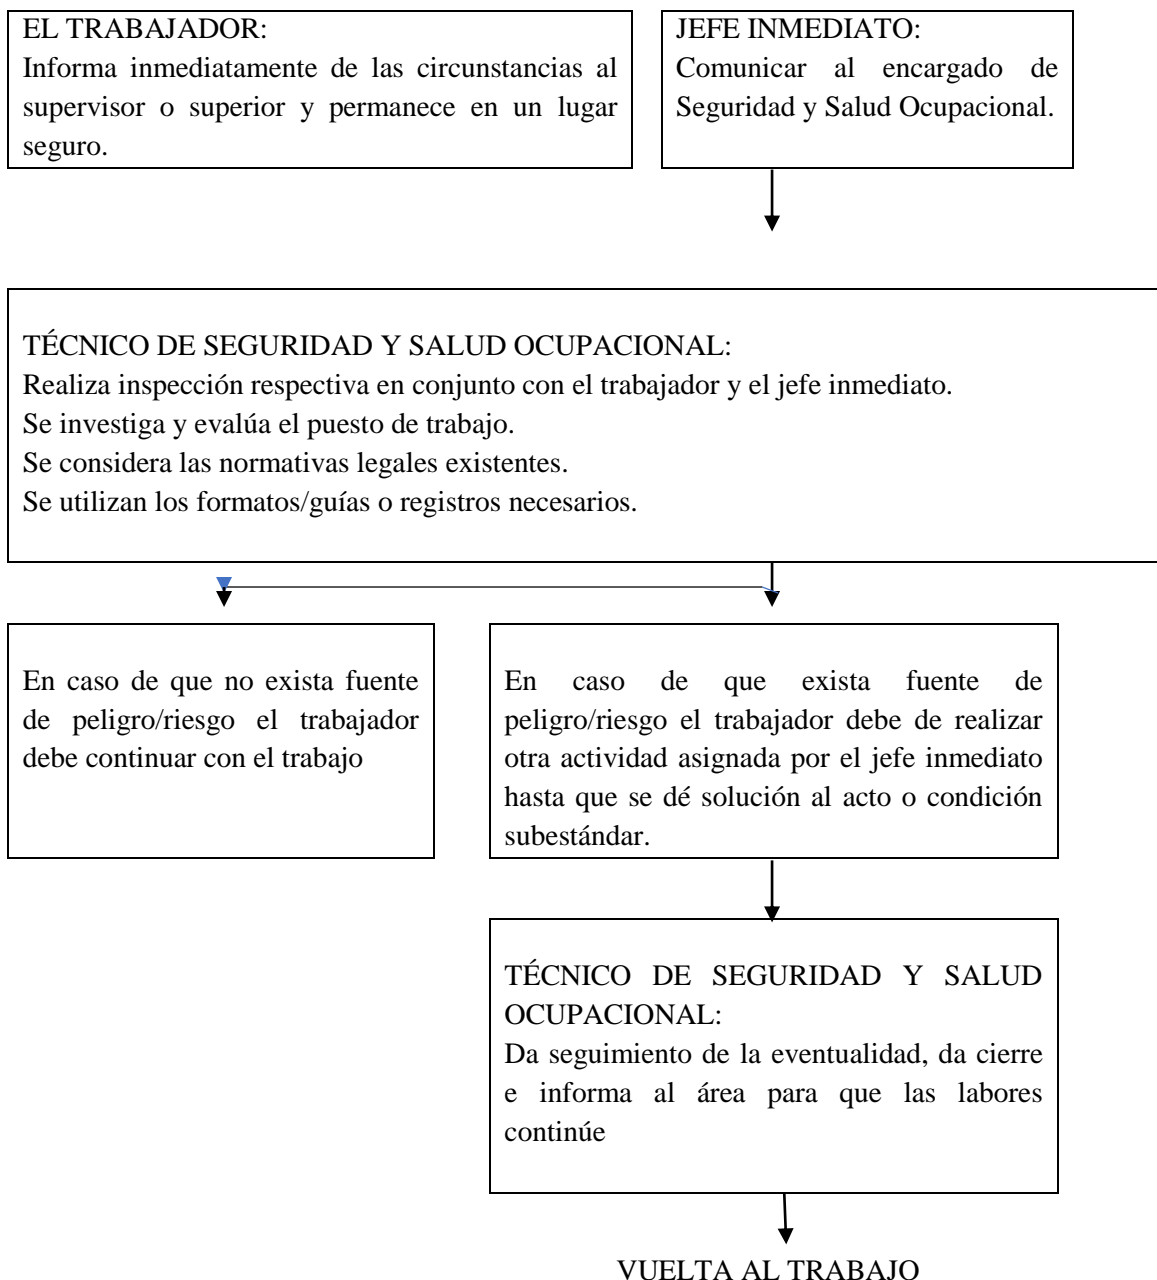 EL TRABAJADOR:
Informa inmediatamente de las circunstancias al
supervisor o superior y permanece en un lugar
seguro.
JEFE INMEDIATO:
Comunicar al encargado de
Seguridad y Salud Ocupacional.
TÉCNICO DE SEGURIDAD Y SALUD OCUPACIONAL:
Realiza inspección respectiva en conjunto con el trabajador y el jefe inmediato.
Se investiga y evalúa el puesto de trabajo.
Se considera las normativas legales existentes.
Se utilizan los formatos/guías o registros necesarios.
En caso de que no exista fuente
de peligro/riesgo el trabajador
debe continuar con el trabajo
En caso de que exista fuente de
peligro/riesgo el trabajador debe de realizar
otra actividad asignada por el jefe inmediato
hasta que se dé solución al acto o condición
subestándar.
TÉCNICO DE SEGURIDAD Y SALUD
OCUPACIONAL:
Da seguimiento de la eventualidad, da cierre
e informa al área para que las labores
continúe
VUELTA AL TRABAJO